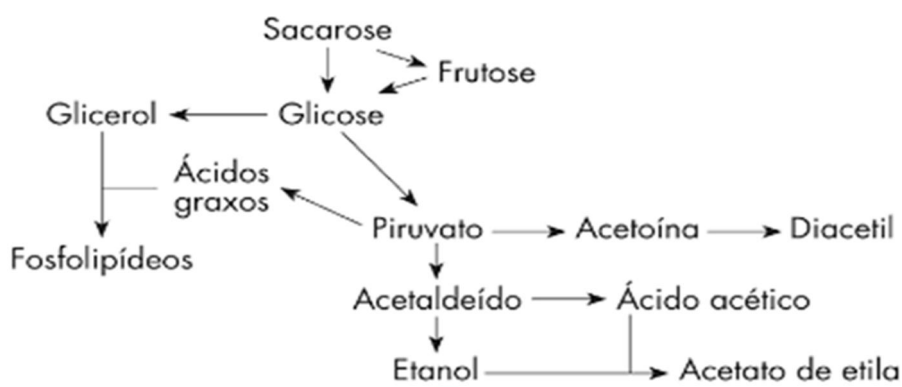 Sacarose
Frutose
Glicerol
Glicose
Ácidos
graxos
Piruvato
Acetoína
Diacetil
Fosfolipídeos
Acetaldeído
Ácido acético
Etanol
Acetato de etila